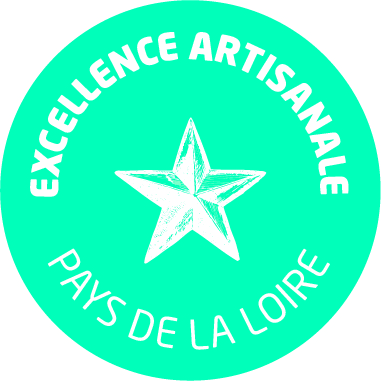 EXCELLENCE ARTISANALE
PAYS DE LA LOIRE